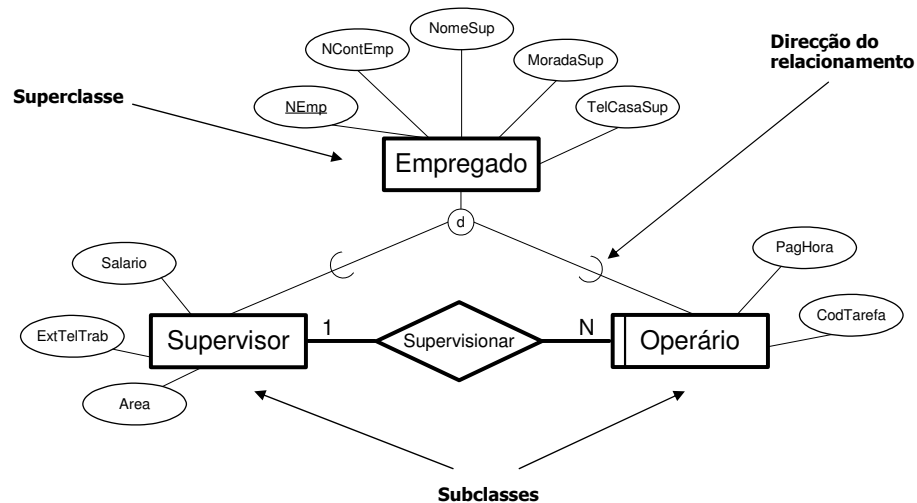 NomeSup
NContEmp
MoradaSup
Direcção do
relacionamento
Superclasse
NEmp
TelCasaSup
Empregado
d
Salario
PagHora
ExtTelTrab
Supervisor
1
Supervisionar
N
Operário
CodTarefa
Area
Subclasses